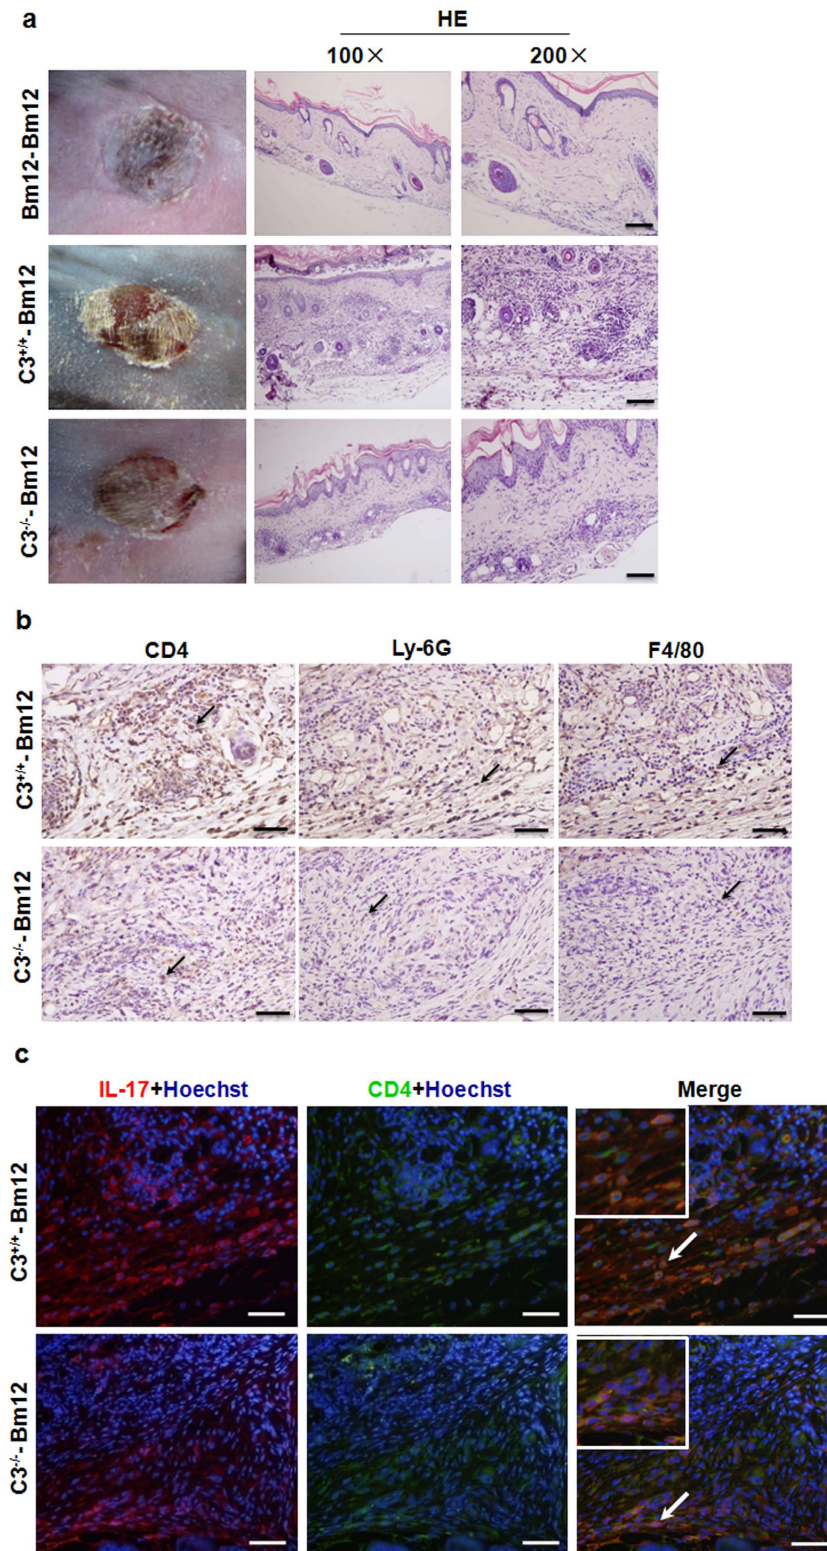 a
HE
100×
200×
Bm12-Bm12
C3+/+- Bm12
C3-/-- Bm12
b
CD4
Ly-6G
F4/80
C3+/+- Bm12
C3-/-- Bm12
c
IL-17+Hoechst
CD4+Hoechst
Merge
C3+/+- Bm12
C3-/-- Bm12